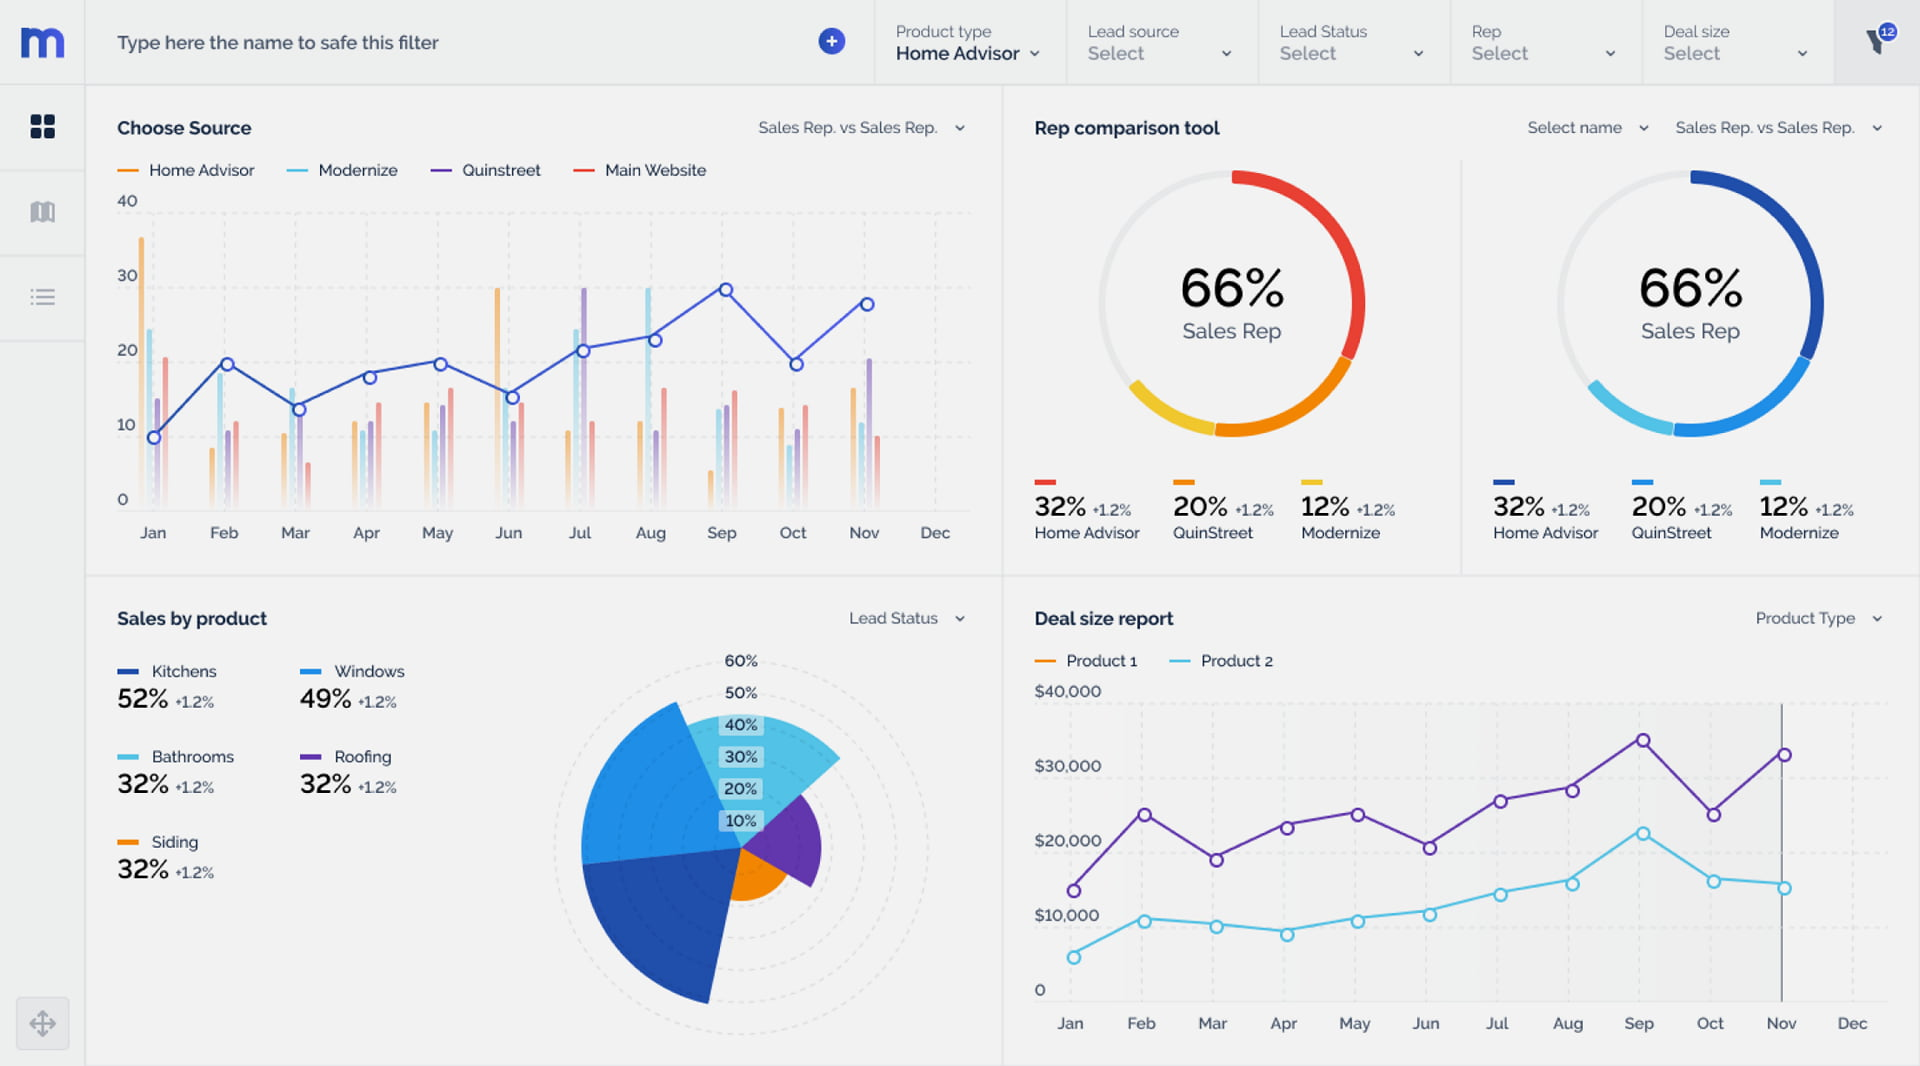 m
Type here the name to safe this filter
+
Product type
Home Advisor
Lead source
Select
Lead Status
Select
Rep
Select
Deal size
Select
12
Choose Source
Sales Rep. vs Sales Rep.
Home Advisor Modernize Quinstreet Main Website
40
30
20
10
0
Jan Feb Mar Apr May Jun Jul Aug Sep Oct Nov Dec
Rep comparison tool
Select name
Sales Rep. vs Sales Rep.
66%
Sales Rep
32% +1.2%
Home Advisor
20% +1.2%
QuinStreet
12% +1.2%
Modernize
66%
Sales Rep
32% +1.2%
Home Advisor
20% +1.2%
QuinStreet
12% +1.2%
Modernize
Sales by product
Lead Status
Kitchens
52% +1.2%
Windows
49% +1.2%
Bathrooms
32% +1.2%
Roofing
32% +1.2%
Siding
32% +1.2%
60%
50%
40%
30%
20%
10%
Deal size report
Product Type
Product 1 Product 2
$40,000
$30,000
$20,000
$10,000
0
Jan Feb Mar Apr May Jun Jul Aug Sep Oct Nov Dec